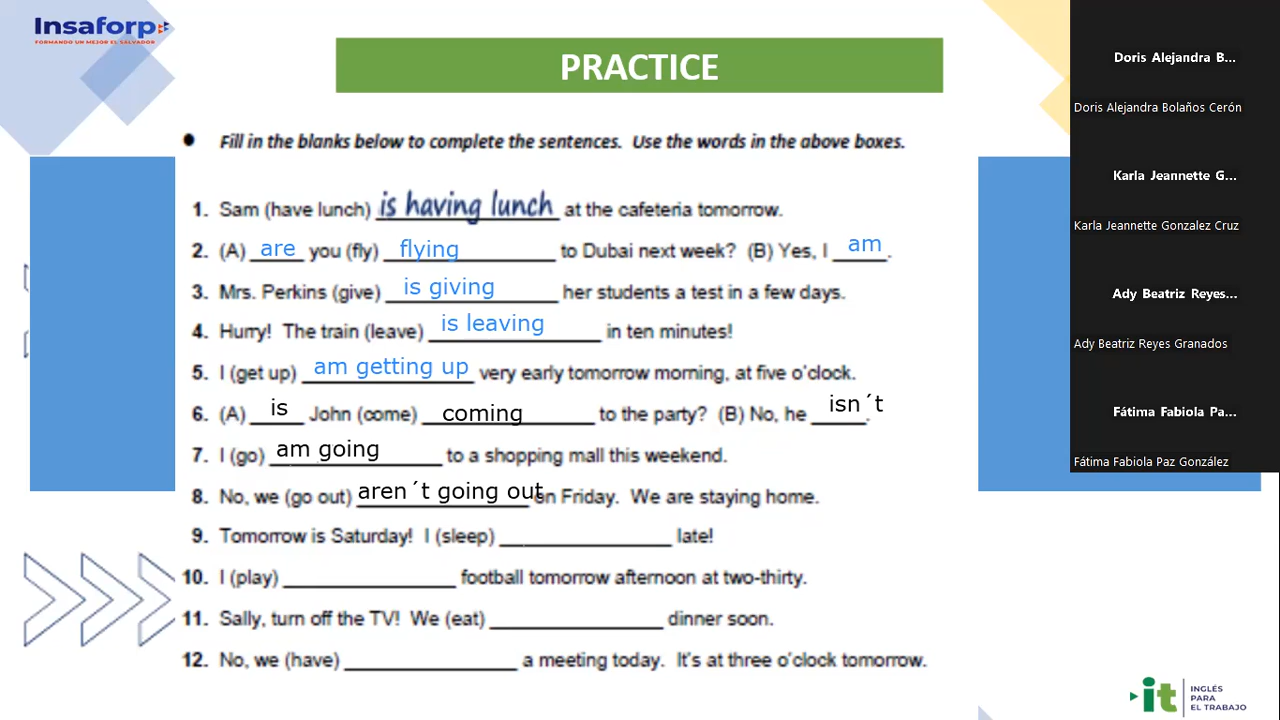 Insaforp
FORMANDO UN MEJOR EL SALVADOR
PRACTICE
● Fill in the blanks below to complete the sentences. Use the words in the above boxes.
1. Sam (have lunch) is having lunch at the cafeteria tomorrow.
2. (A) are you (fly) flying to Dubai next week? (B) Yes, I am.
3. Mrs. Perkins (give) is giving her students a test in a few days.
4. Hurry! The train (leave) is leaving in ten minutes!
5. I (get up) am getting up very early tomorrow morning, at five o'clock.
6. (A) is John (come) coming to the party? (B) No, he isn´t.
7. I (go) am going to a shopping mall this weekend.
8. No, we (go out) aren´t going out on Friday. We are staying home.
9. Tomorrow is Saturday! I (sleep) ____________ late!
10. I (play) ____________ football tomorrow afternoon at two-thirty.
11. Sally, turn off the TV! We (eat) ____________ dinner soon.
12. No, we (have) ____________ a meeting today. It's at three o'clock tomorrow.
Doris Alejandra B...
Doris Alejandra Bolaños Cerón
Karla Jeannette G...
Karla Jeannette Gonzalez Cruz
Ady Beatriz Reyes...
Ady Beatriz Reyes Granados
Fátima Fabiola Pa...
Fátima Fabiola Paz González
it
INGLÉS
PARA
EL TRABAJO